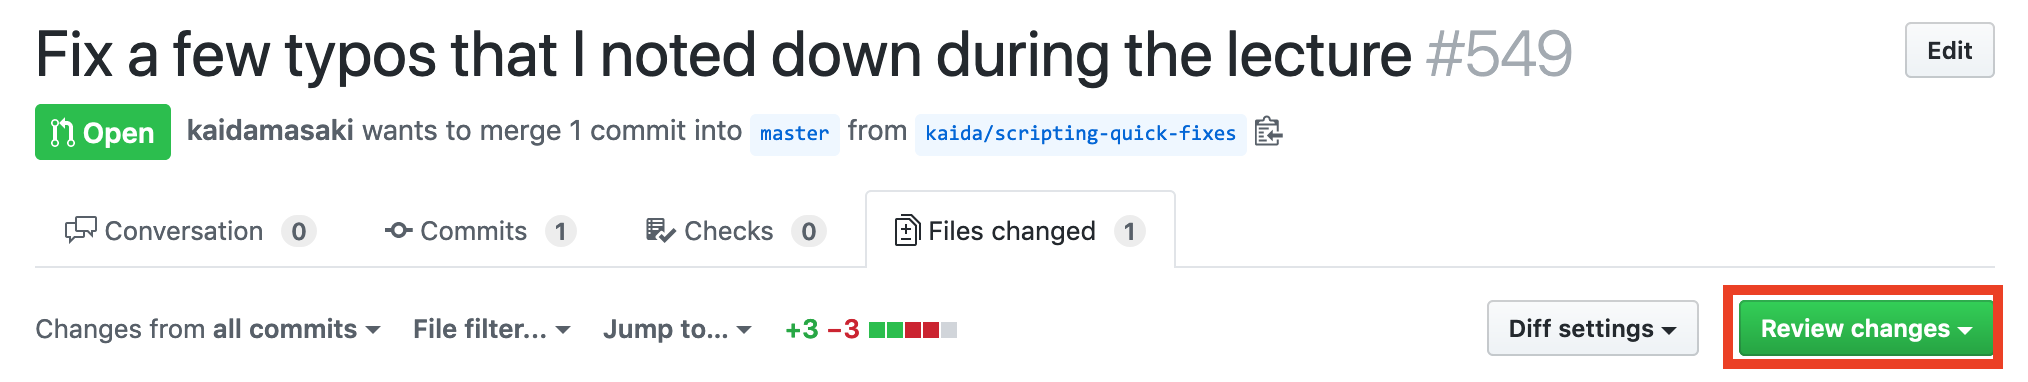 Fix a few typos that I noted down during the lecture #549 Edit
Open kaidamasaki wants to merge 1 commit into master from kaida/scripting-quick-fixes
Conversation 0 Commits 1 Checks 0 Files changed 1
Changes from all commits File filter... Jump to... +3 −3 Diff settings Review changes